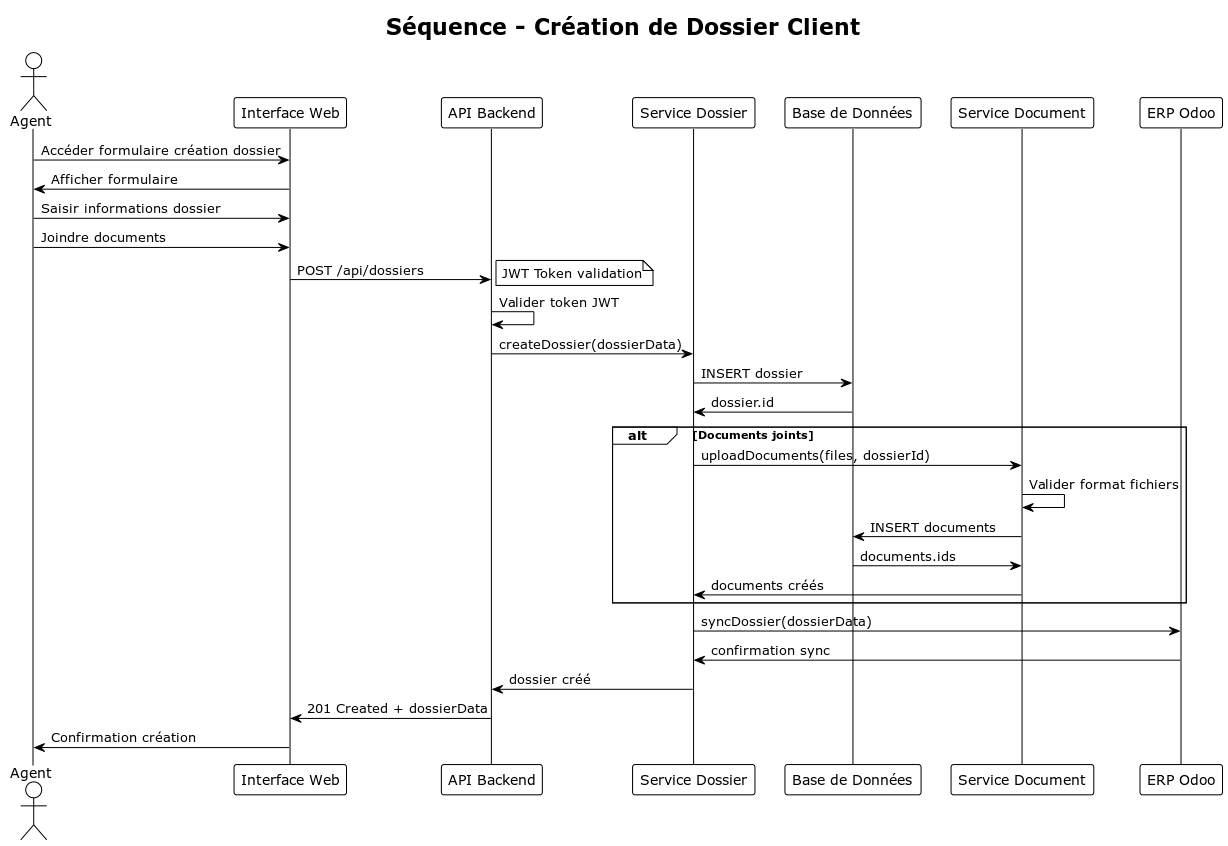 Séquence - Création de Dossier Client
Agent
Interface Web
API Backend
Service Dossier
Base de Données
Service Document
ERP Odoo
Accéder formulaire création dossier
Afficher formulaire
Saisir informations dossier
Joindre documents
POST /api/dossiers
JWT Token validation
Valider token JWT
createDossier(dossierData)
INSERT dossier
dossier.id
alt
[Documents joints]
uploadDocuments(files, dossierId)
Valider format fichiers
INSERT documents
documents.ids
documents créés
syncDossier(dossierData)
confirmation sync
dossier créé
201 Created + dossierData
Confirmation création
Agent
Interface Web
API Backend
Service Dossier
Base de Données
Service Document
ERP Odoo